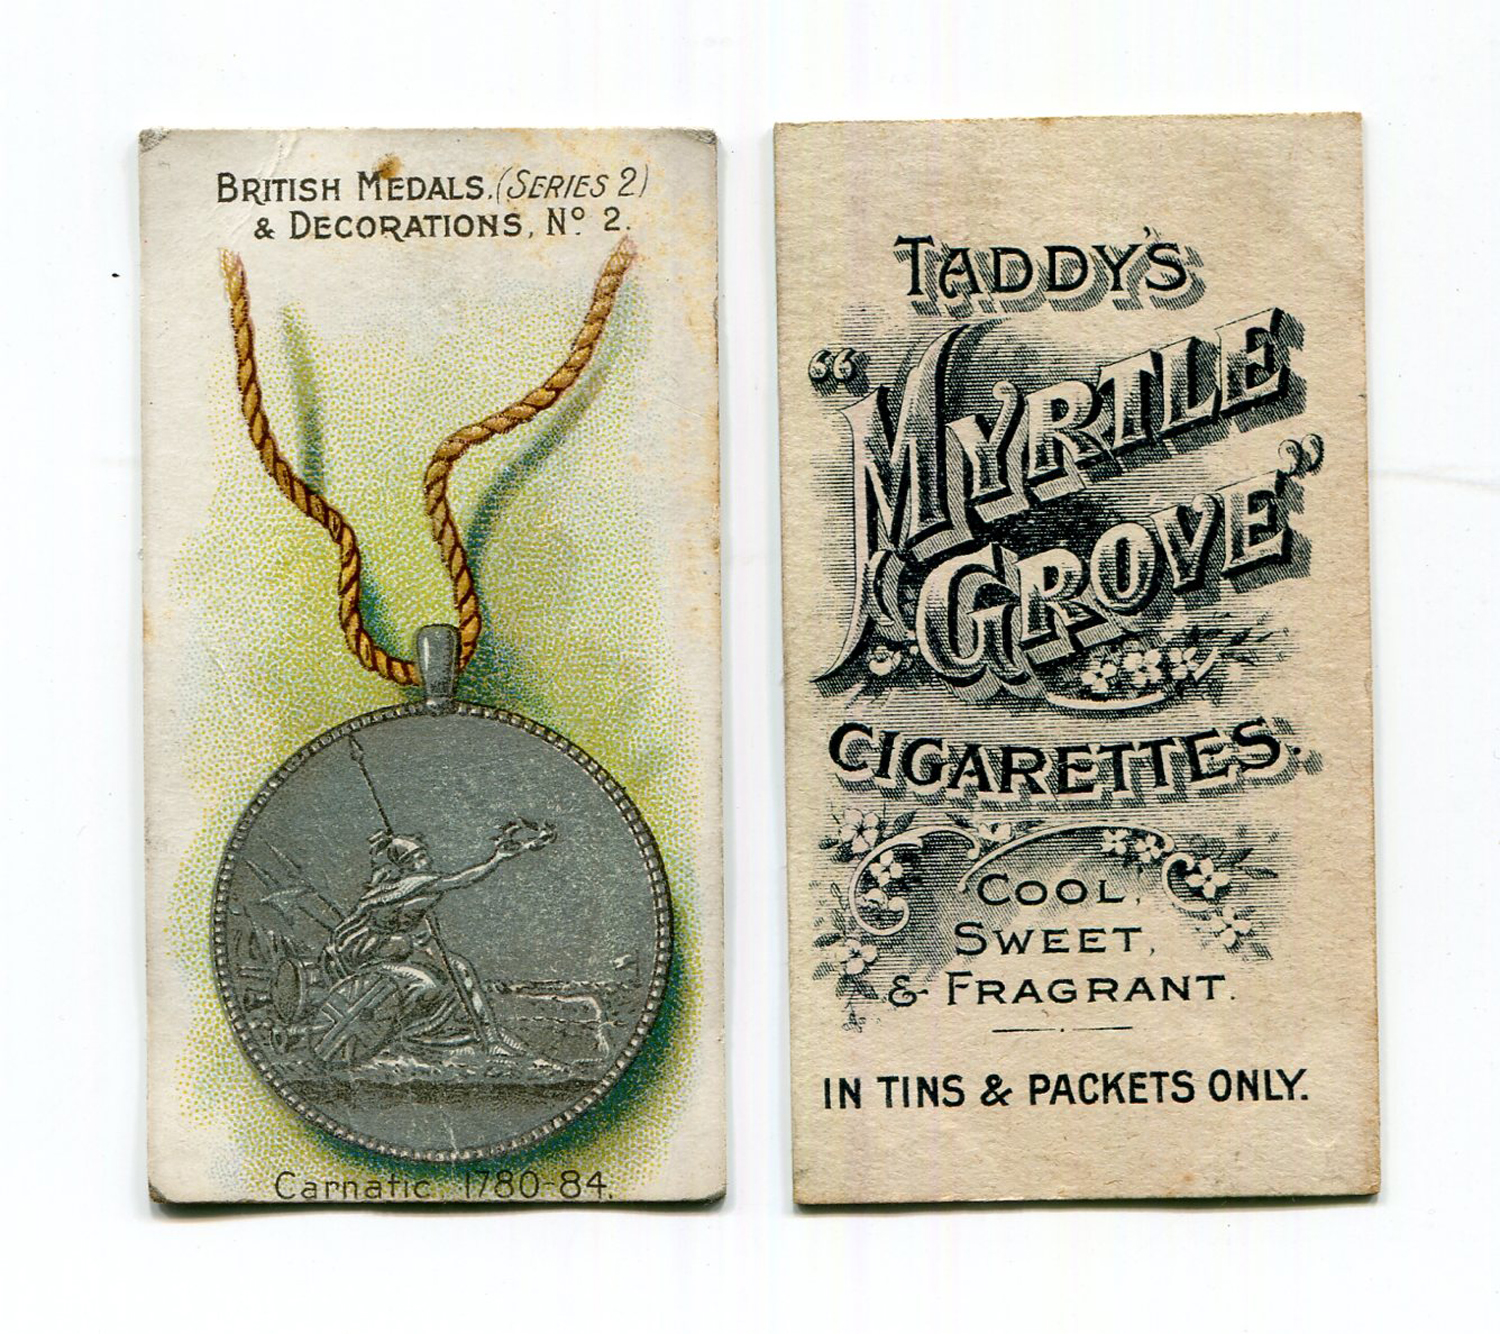 BRITISH MEDALS. (SERIES 2)
& DECORATIONS, Nº 2.
Carnatic. 1780-84.
TADDY'S
"MYRTLE
GROVE"
CIGARETTES.
COOL,
SWEET,
& FRAGRANT.
IN TINS & PACKETS ONLY.